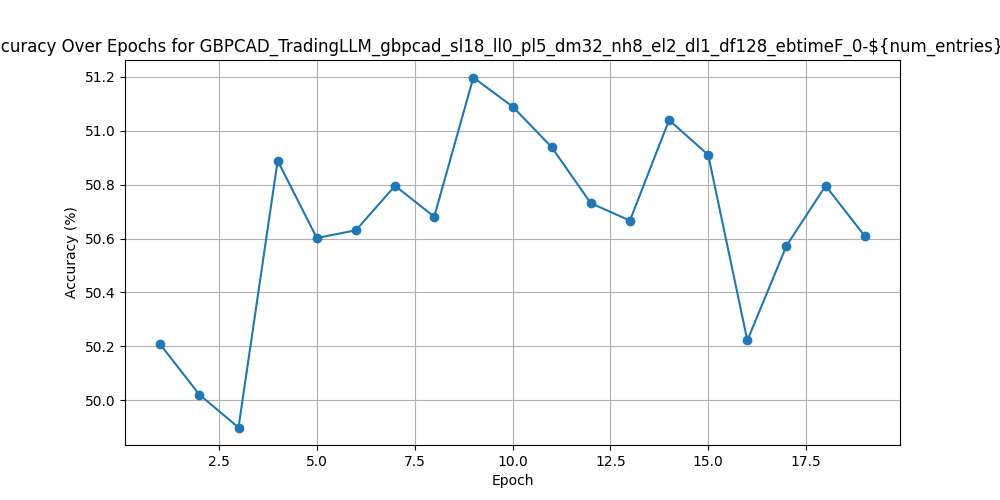 curacy Over Epochs for GBPCAD_TradingLLM_gbpcad_sl18_ll0_pl5_dm32_nh8_el2_dl1_df128_ebtimeF_0-${num_entries}
51.2
51.0
50.8
50.6
50.4
50.2
50.0
Accuracy (%)
2.5 5.0 7.5 10.0 12.5 15.0 17.5
Epoch